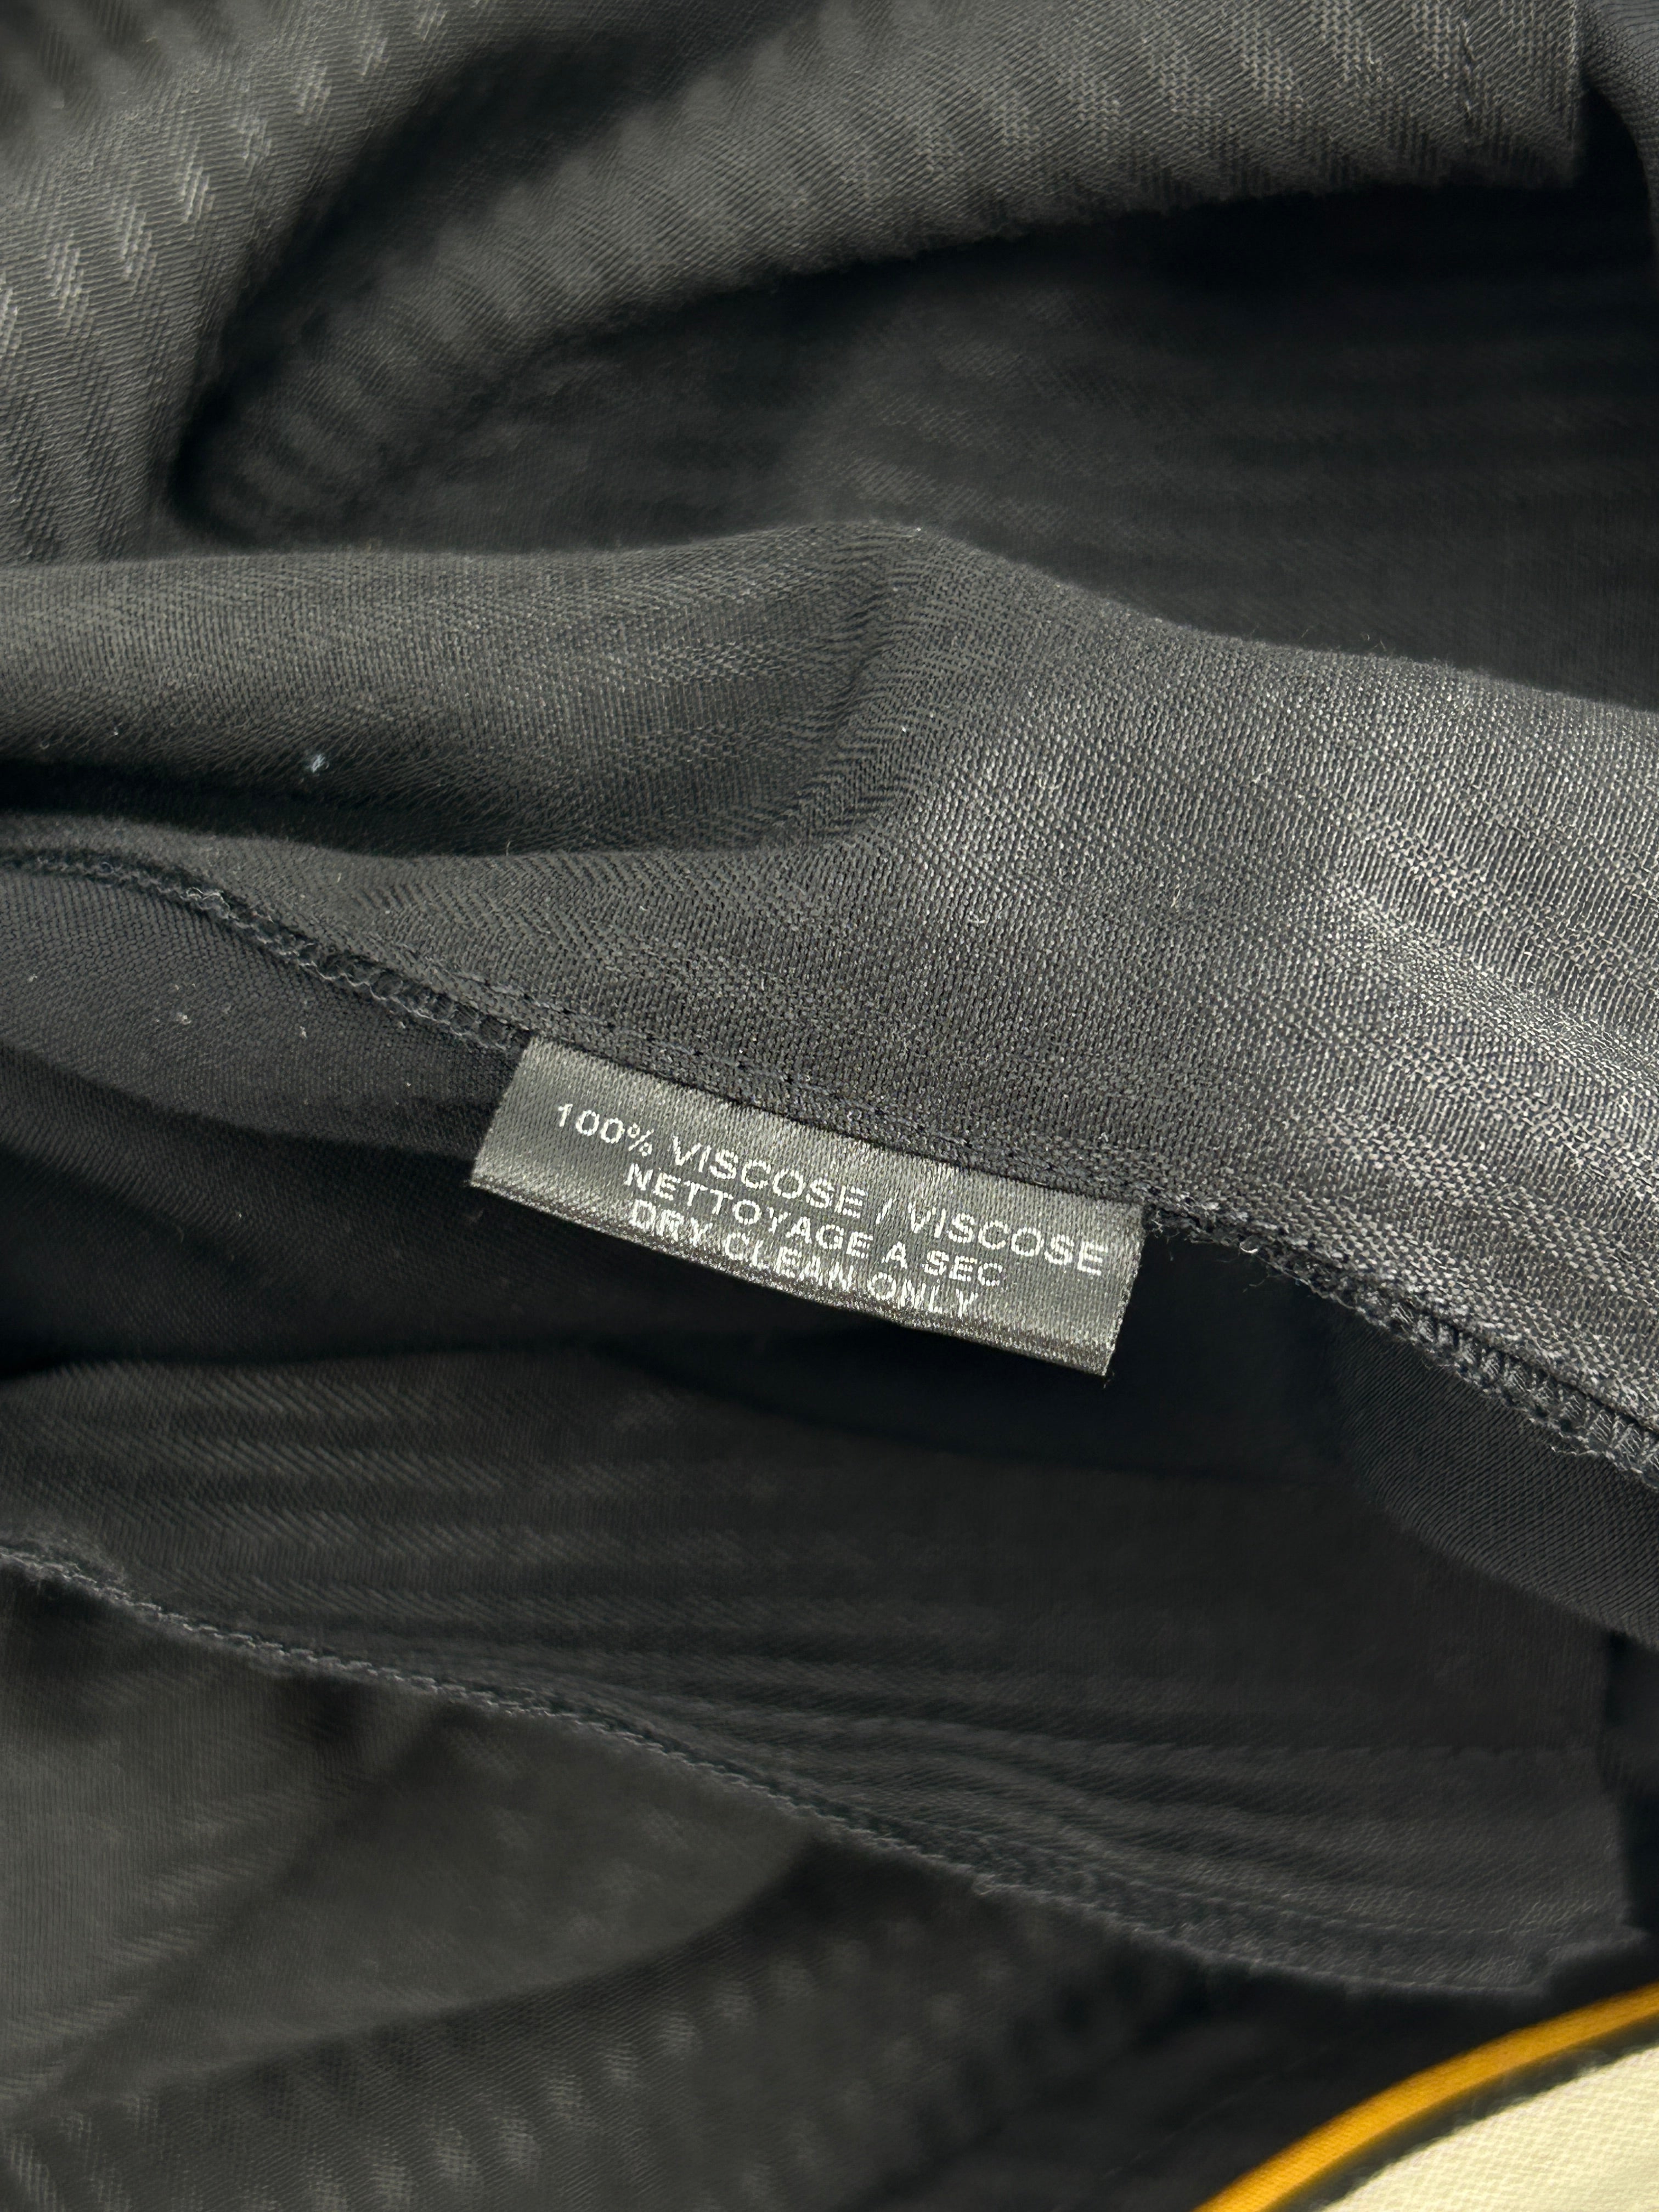 100% VISCOSE / VISCOSE
NETTOYAGE A SEC
DRY CLEAN ONLY